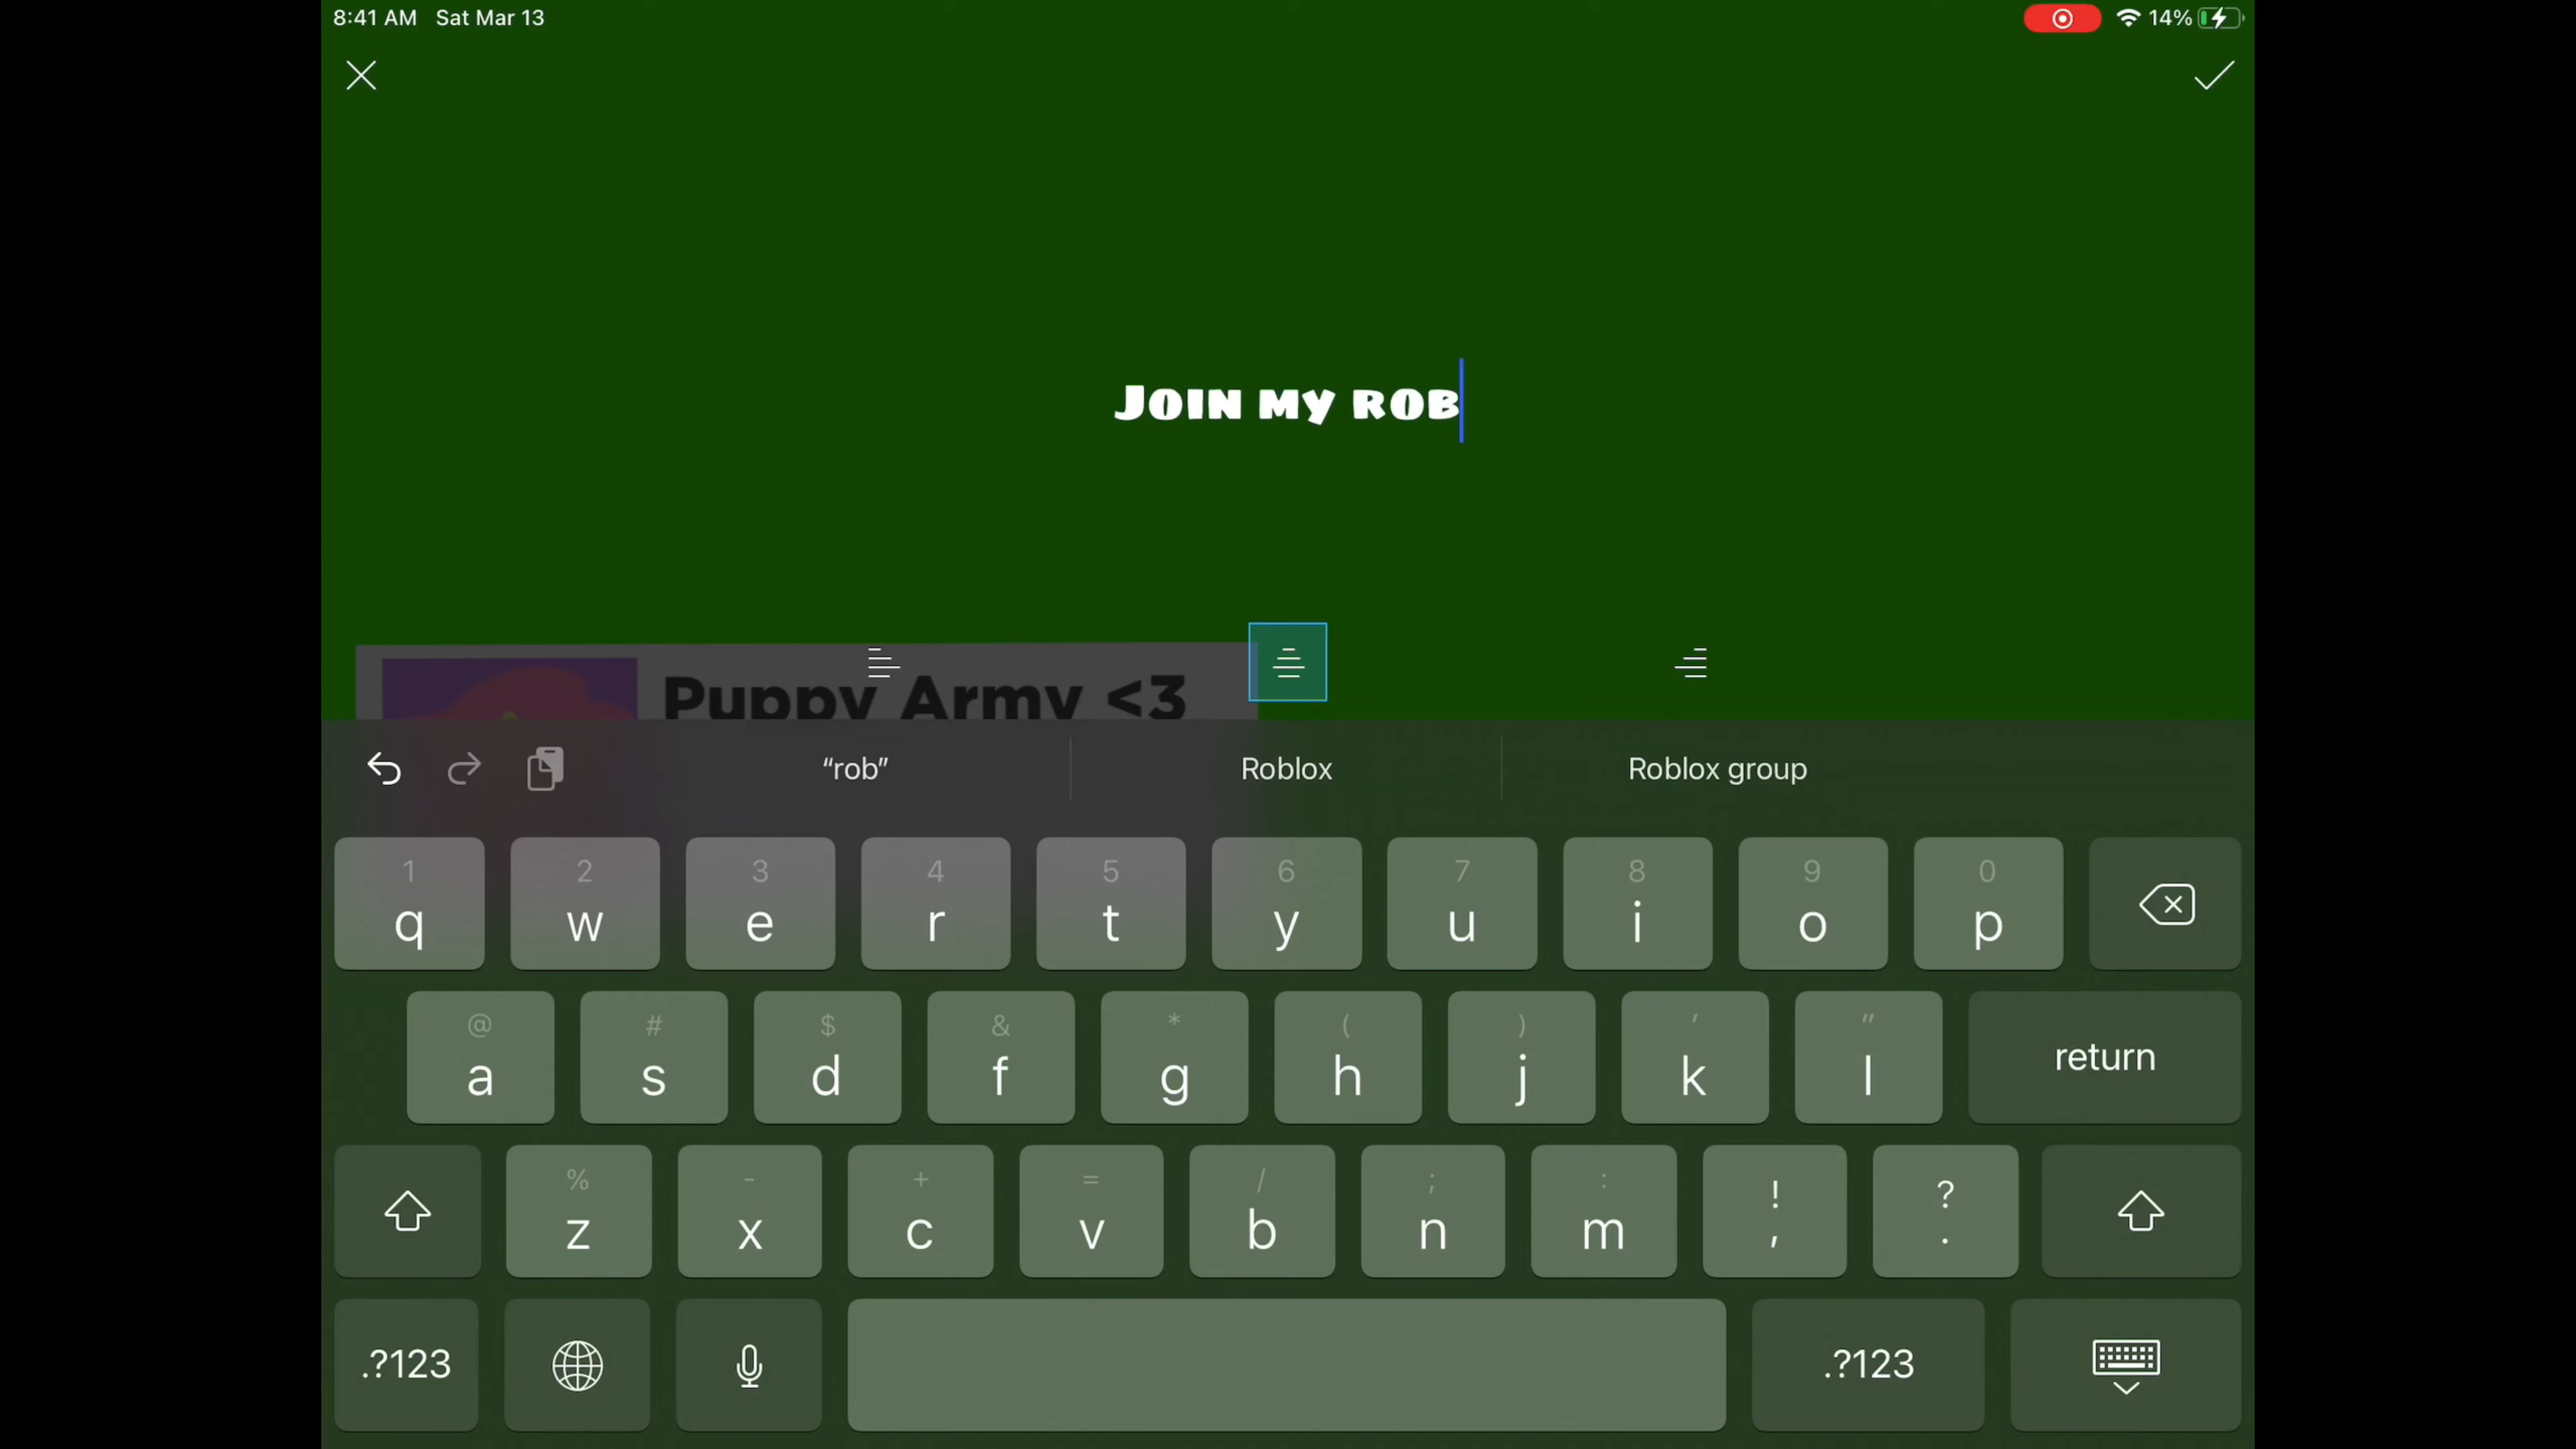 8:41 AM Sat Mar 13 14%
Join my rob
Puppy Army <3
“rob” Roblox Roblox group
1 2 3 4 5 6 7 8 9 0
q w e r t y u i o p
@ # $ & * ( ) ' "
a s d f g h j k l return
% - + = / ; : ! ?
z x c v b n m , .
.?123 .?123